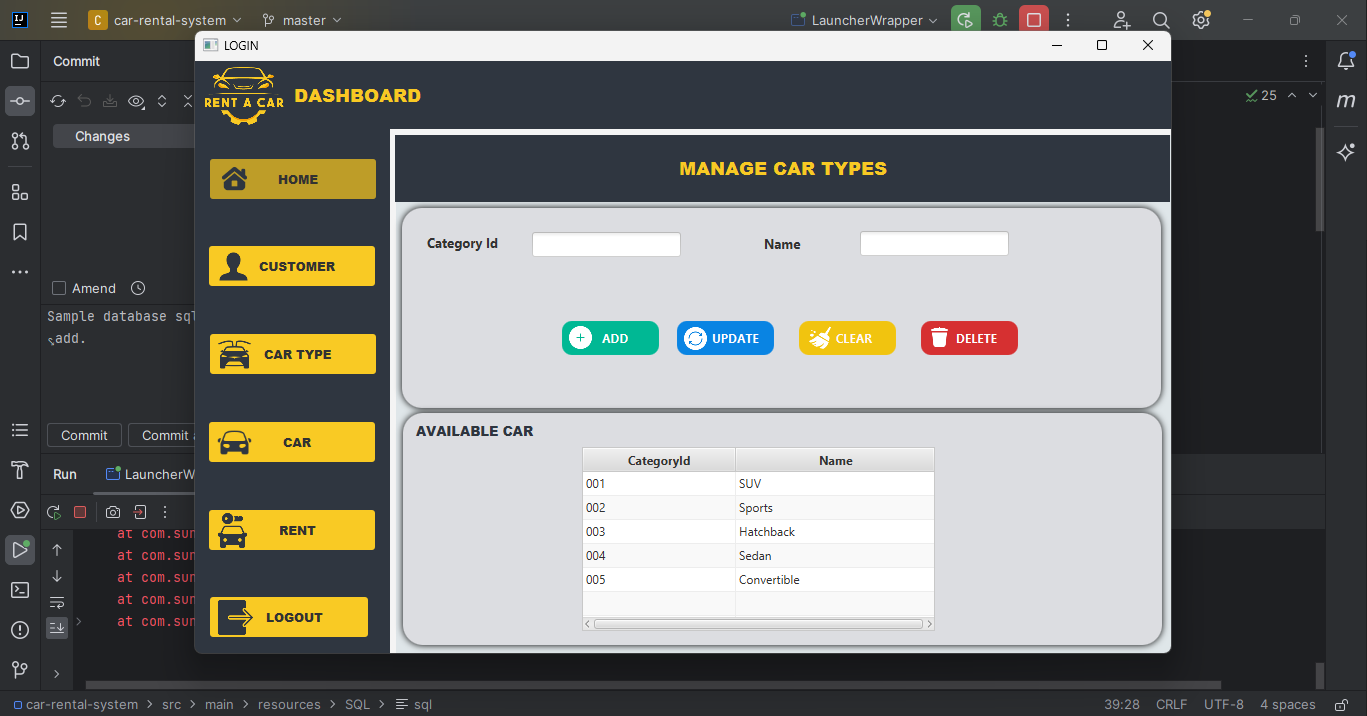 car-rental-system
master
LauncherWrapper
C
LOGIN
Commit
RENT A CAR
DASHBOARD
25
m
Changes
HOME
MANAGE CAR TYPES
Category Id
Name
CUSTOMER
Amend
Sample database sql
add.
ADD
UPDATE
CLEAR
DELETE
CAR TYPE
Commit
Commit
AVAILABLE CAR
CAR
CategoryId
Name
Run
LauncherW
001
SUV
002
Sports
003
Hatchback
004
Sedan
005
Convertible
RENT
at com.sun
at com.sun
at com.sun
at com.sun
at com.sun
LOGOUT
car-rental-system > src > main > resources > SQL > sql
39:28
CRLF
UTF-8
4 spaces